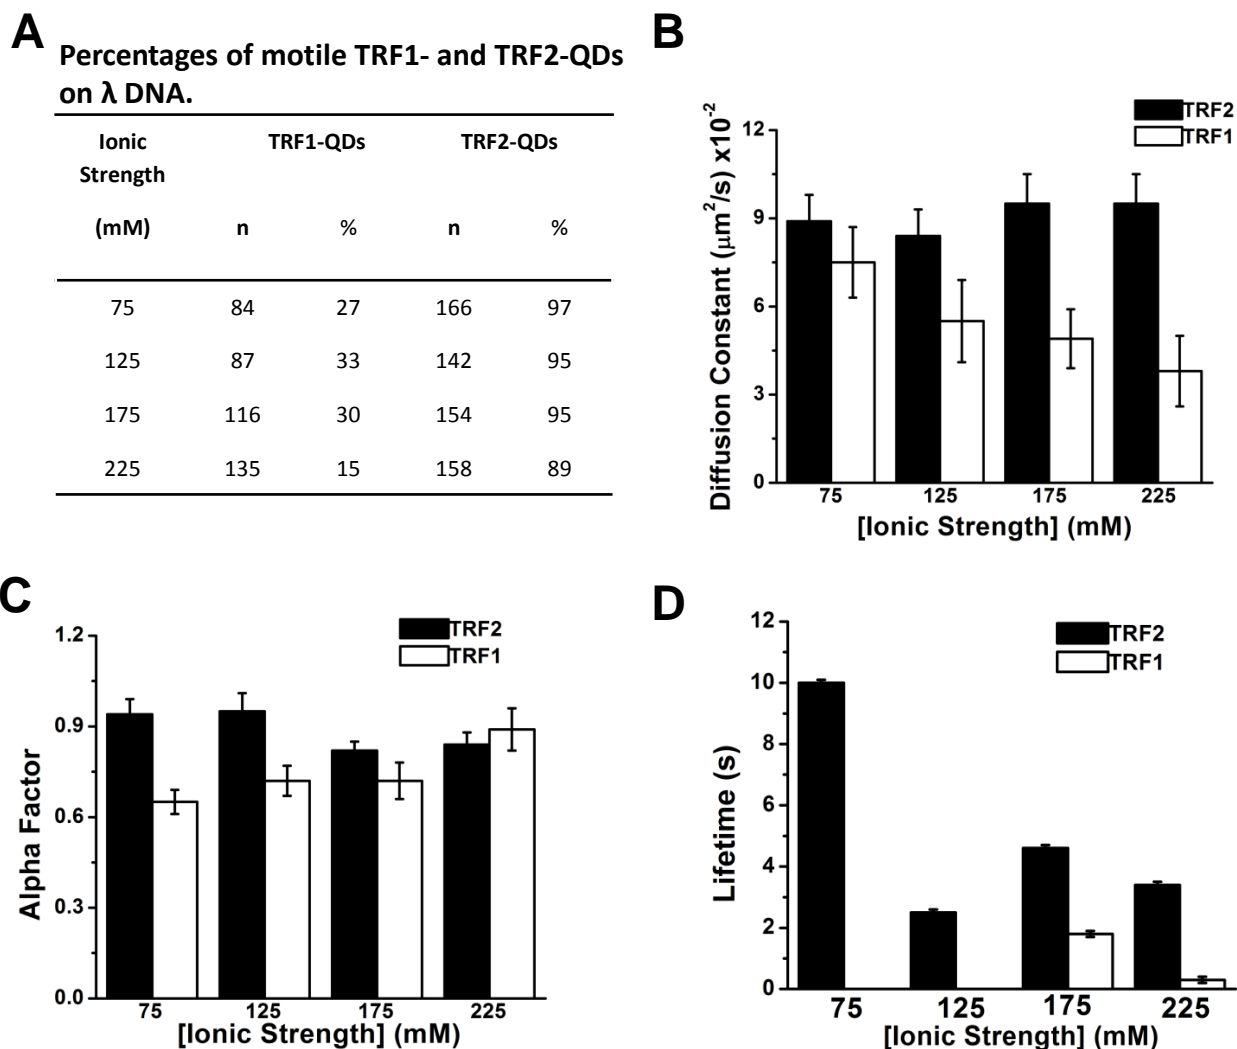 A
Percentages of motile TRF1- and TRF2-QDs
on λ DNA.
Ionic
Strength
(mM)
TRF1-QDs
TRF2-QDs
n
%
n
%
75 84 27 166 97
125 87 33 142 95
175 116 30 154 95
225 135 15 158 89
B
TRF2
TRF1
Diffusion Constant (μm²/s) x10⁻²
12
9
6
3
0
75 125 175 225
[Ionic Strength] (mM)
C
TRF2
TRF1
Alpha Factor
1.2
0.9
0.6
0.3
0.0
75 125 175 225
[Ionic Strength] (mM)
D
TRF2
TRF1
Lifetime (s)
12
10
8
6
4
2
0
75 125 175 225
[Ionic Strength] (mM)